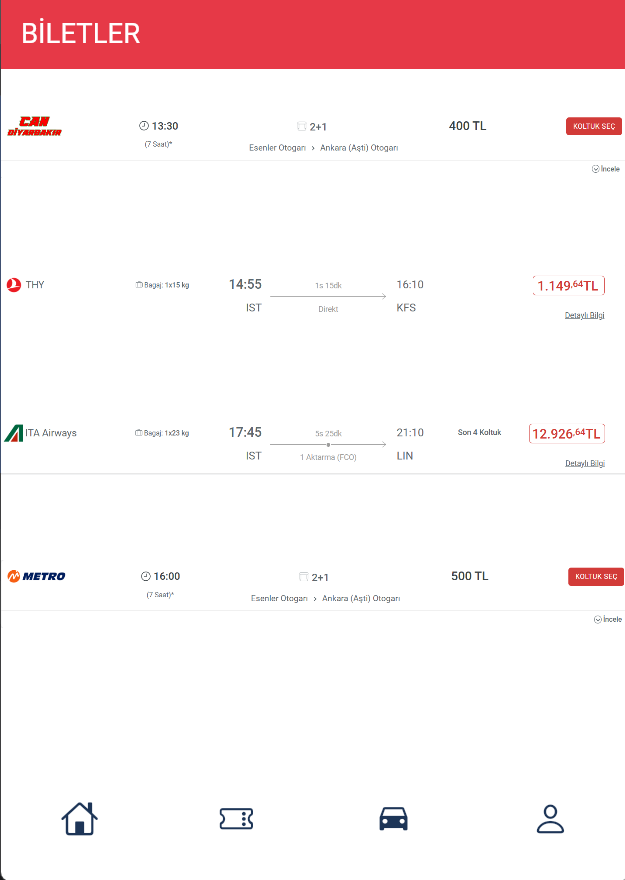 BİLETLER
CAN
DİYARBAKIR
13:30
2+1
400 TL
KOLTUK SEÇ
(7 Saat)*
Esenler Otogarı > Ankara (Aşti) Otogarı
İncele
THY
Bagaj: 1x15 kg
14:55
1s 15dk
16:10
1.149,64TL
IST
Direkt
KFS
Detaylı Bilgi
ITA Airways
Bagaj: 1x23 kg
17:45
5s 25dk
21:10
Son 4 Koltuk
12.926,64TL
IST
1 Aktarma (FCO)
LIN
Detaylı Bilgi
METRO
16:00
2+1
500 TL
KOLTUK SEÇ
(7 Saat)*
Esenler Otogarı > Ankara (Aşti) Otogarı
İncele